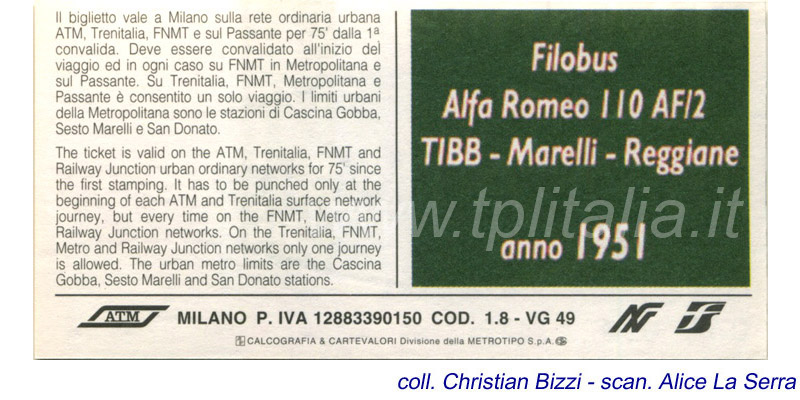 Il biglietto vale a Milano sulla rete ordinaria urbana
ATM, Trenitalia, FNMT e sul Passante per 75' dalla 1ª
convalida. Deve essere convalidato all'inizio del
viaggio ed in ogni caso su FNMT in Metropolitana e
sul Passante. Su Trenitalia, FNMT, Metropolitana e
Passante è consentito un solo viaggio. I limiti urbani
della Metropolitana sono le stazioni di Cascina Gobba,
Sesto Marelli e San Donato.
The ticket is valid on the ATM, Trenitalia, FNMT and
Railway Junction urban ordinary networks for 75' since
the first stamping. It has to be punched only at the
beginning of each ATM and Trenitalia surface network
journey, but every time on the FNMT, Metro and
Railway Junction networks. On the Trenitalia, FNMT,
Metro and Railway Junction networks only one journey
is allowed. The urban metro limits are the Cascina
Gobba, Sesto Marelli and San Donato stations.
Filobus
Alfa Romeo 110 AF/2
TIBB - Marelli - Reggiane
anno 1951
www.tplitalia.it
ATM MILANO P. IVA 12883390150 COD. 1.8 - VG 49
CALCOGRAFIA & CARTEVALORI Divisione della METROTIPO S.p.A.
coll. Christian Bizzi - scan. Alice La Serra